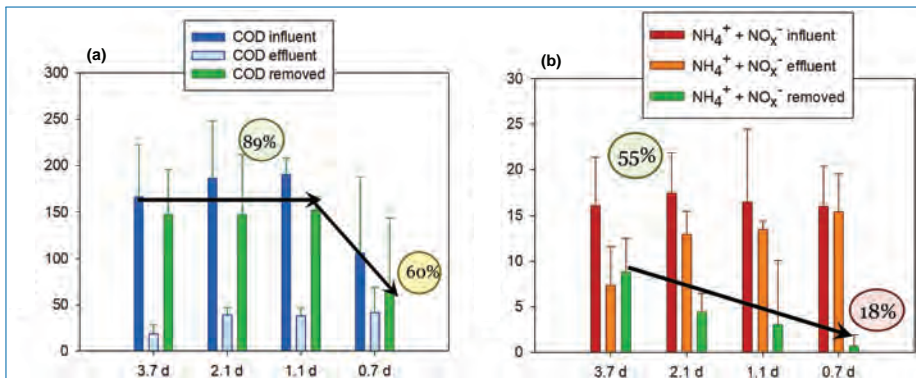 (a)
COD influent
COD effluent
COD removed
300
250
200
150
100
50
0
89%
60%
3.7 d 2.1 d 1.1 d 0.7 d
(b)
NH₄⁺ + NOₓ⁻ influent
NH₄⁺ + NOₓ⁻ effluent
NH₄⁺ + NOₓ⁻ removed
30
25
20
15
10
5
0
55%
18%
3.7 d 2.1 d 1.1 d 0.7 d